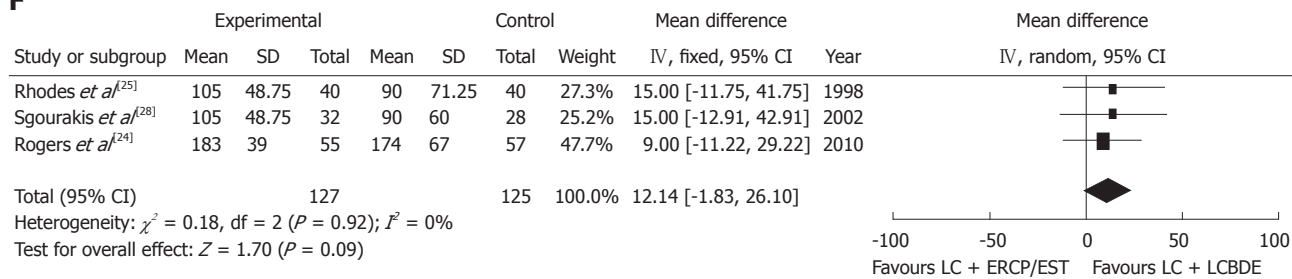 F
Experimental Control Mean difference Mean difference
Study or subgroup Mean SD Total Mean SD Total Weight Ⅳ, fixed, 95% CI Year Ⅳ, random, 95% CI
Rhodes et al[25] 105 48.75 40 90 71.25 40 27.3% 15.00 [-11.75, 41.75] 1998
Sgourakis et al[28] 105 48.75 32 90 60 28 25.2% 15.00 [-12.91, 42.91] 2002
Rogers et al[24] 183 39 55 174 67 57 47.7% 9.00 [-11.22, 29.22] 2010
Total (95% CI) 127 125 100.0% 12.14 [-1.83, 26.10]
Heterogeneity: χ² = 0.18, df = 2 (P = 0.92); I² = 0%
Test for overall effect: Z = 1.70 (P = 0.09)
-100 -50 0 50 100
Favours LC + ERCP/EST Favours LC + LCBDE